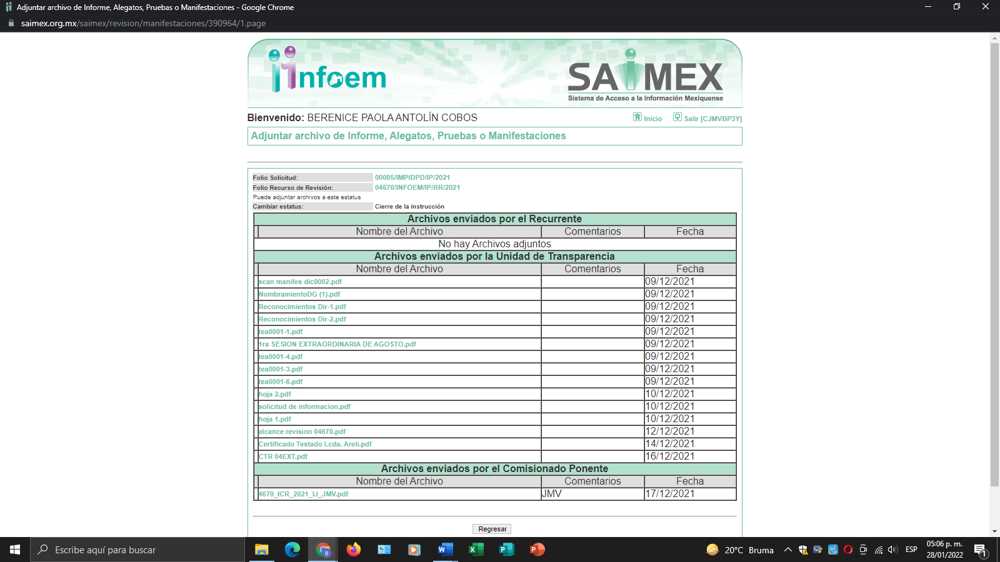 Adjuntar archivo de Informe, Alegatos, Pruebas o Manifestaciones - Google Chrome
saimex.org.mx/saimex/revision/manifestaciones/390964/1.page
infoem
SAIMEX
Sistema de Acceso a la Información Mexiquense
Bienvenido: BERENICE PAOLA ANTOLÍN COBOS
Inicio Salir [CJMVBP3Y]
Adjuntar archivo de Informe, Alegatos, Pruebas o Manifestaciones
Folio Solicitud: 00005/IMPIDPD/IP/2021
Folio Recurso de Revisión: 04670/INFOEM/IP/RR/2021
Puede adjuntar archivos a este estatus
Cambiar estatus: Cierre de la instrucción
Archivos enviados por el Recurrente
Nombre del Archivo Comentarios Fecha
No hay Archivos adjuntos
Archivos enviados por la Unidad de Transparencia
Nombre del Archivo Comentarios Fecha
scan manifes dic0002.pdf 09/12/2021
NombramientoDG (1).pdf 09/12/2021
Reconocimientos Dir-1.pdf 09/12/2021
Reconocimientos Dir-2.pdf 09/12/2021
tea0001-1.pdf 09/12/2021
1ra SESION EXTRAORDINARIA DE AGOSTO.pdf 09/12/2021
tea0001-4.pdf 09/12/2021
tea0001-3.pdf 09/12/2021
tea0001-6.pdf 09/12/2021
hoja 2.pdf 10/12/2021
solicitud de informacion.pdf 10/12/2021
hoja 1.pdf 10/12/2021
alcance revision 04670.pdf 12/12/2021
Certificado Testado Lcda. Areli.pdf 14/12/2021
CTR 04EXT.pdf 16/12/2021
Archivos enviados por el Comisionado Ponente
Nombre del Archivo Comentarios Fecha
4670_ICR_2021_IJ_JMV.pdf JMV 17/12/2021
Regresar
Escribe aquí para buscar
20°C Bruma
ESP
05:06 p. m.
28/01/2022
1